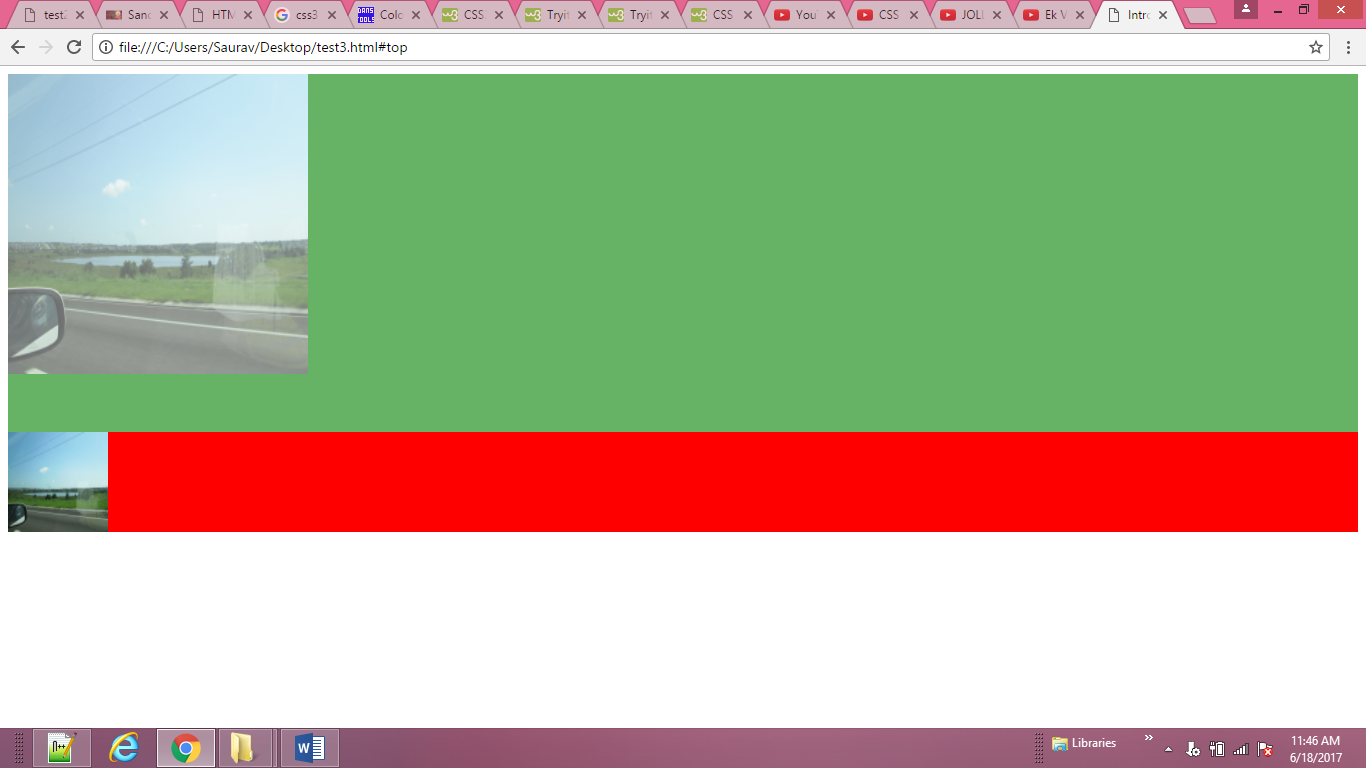 test2 Sanc HTM css3 Colo CSS Tryit Tryit CSS You CSS JOLI Ek V Intro
file:///C:/Users/Saurav/Desktop/test3.html#top
Libraries
11:46 AM
6/18/2017